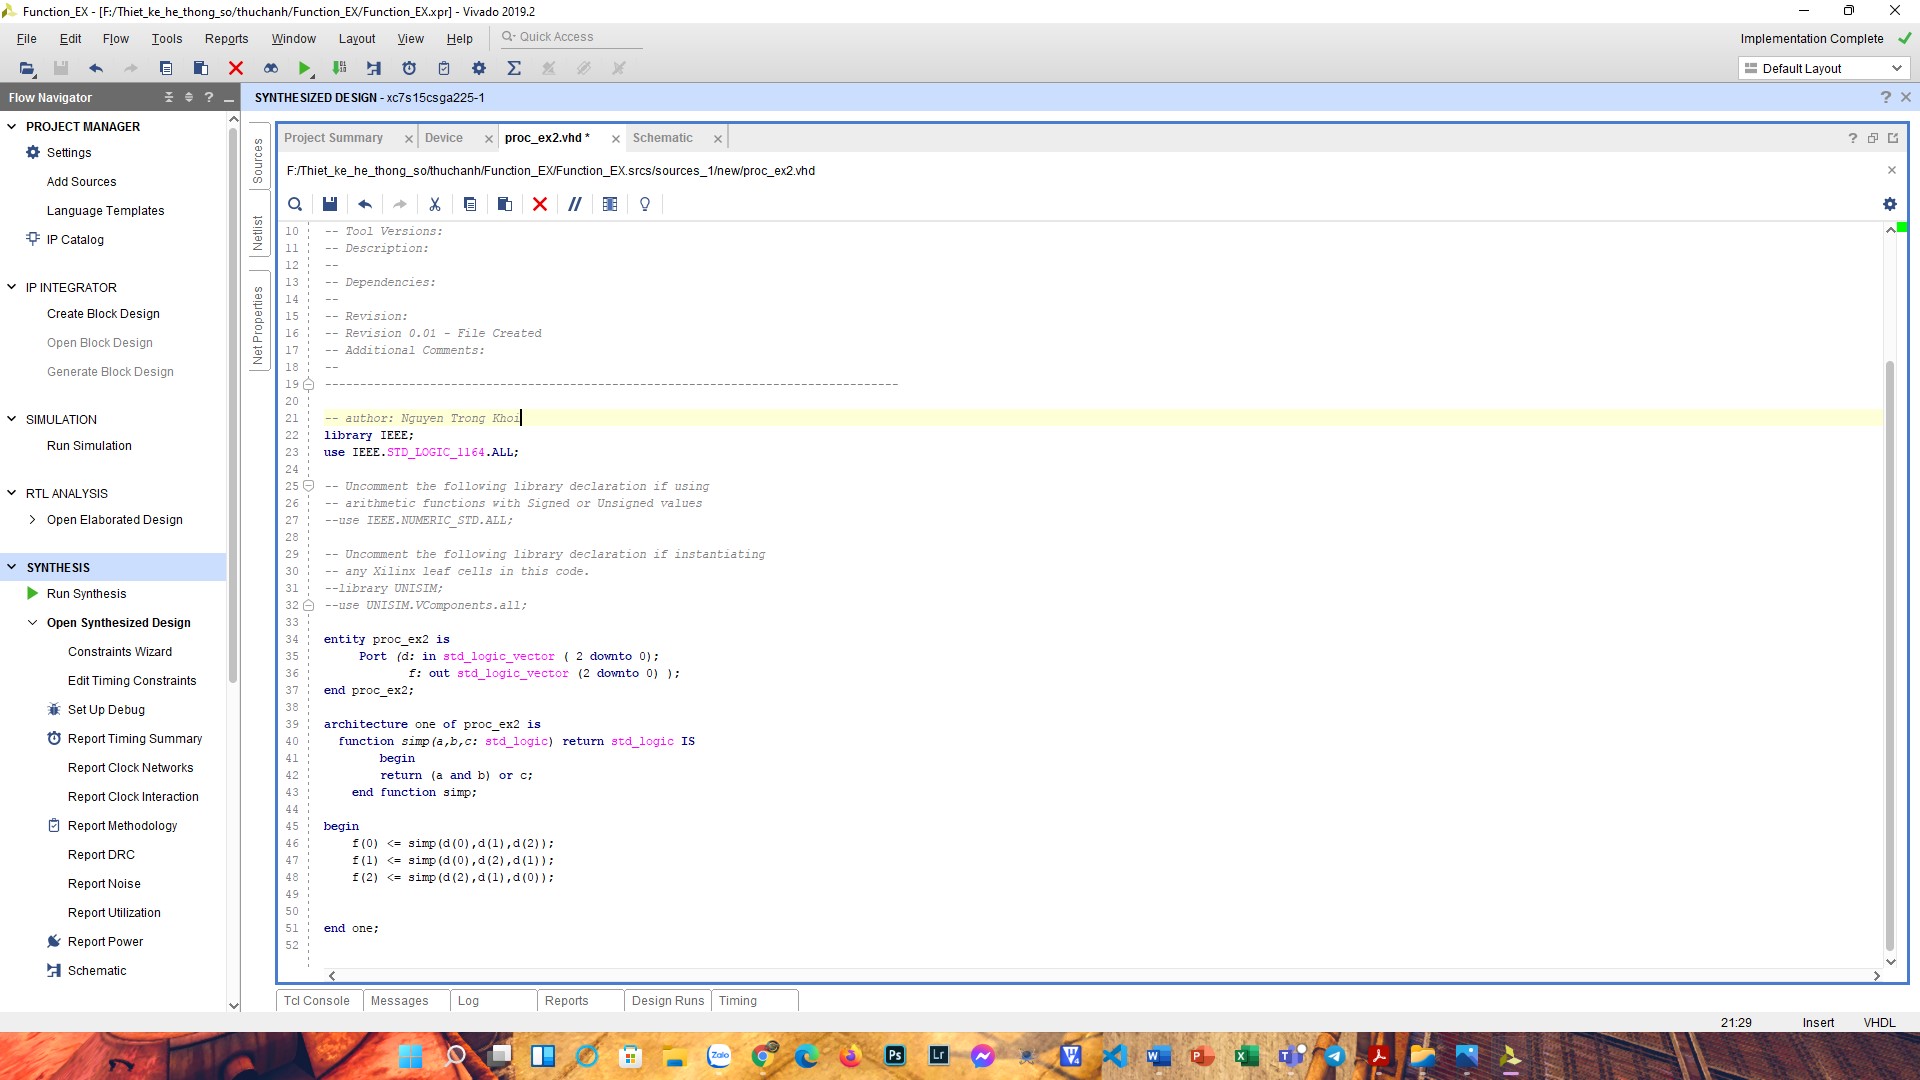 Function_EX - [F:/Thiet_ke_he_thong_so/thuchanh/Function_EX/Function_EX.xpr] - Vivado 2019.2
File Edit Flow Tools Reports Window Layout View Help Quick Access
Implementation Complete
Default Layout
Flow Navigator
SYNTHESIZED DESIGN - xc7s15csga225-1
PROJECT MANAGER
Settings
Add Sources
Language Templates
IP Catalog
IP INTEGRATOR
Create Block Design
Open Block Design
Generate Block Design
SIMULATION
Run Simulation
RTL ANALYSIS
Open Elaborated Design
SYNTHESIS
Run Synthesis
Open Synthesized Design
Constraints Wizard
Edit Timing Constraints
Set Up Debug
Report Timing Summary
Report Clock Networks
Report Clock Interaction
Report Methodology
Report DRC
Report Noise
Report Utilization
Report Power
Schematic
Sources
Netlist
Net Properties
Project Summary Device proc_ex2.vhd * Schematic
F:/Thiet_ke_he_thong_so/thuchanh/Function_EX/Function_EX.srcs/sources_1/new/proc_ex2.vhd
10 -- Tool Versions:
11 -- Description:
12 --
13 -- Dependencies:
14 --
15 -- Revision:
16 -- Revision 0.01 - File Created
17 -- Additional Comments:
18 --
19 ----------------------------------------------------------------------------------
20
21 -- author: Nguyen Trong Khoi
22 library IEEE;
23 use IEEE.STD_LOGIC_1164.ALL;
24
25 -- Uncomment the following library declaration if using
26 -- arithmetic functions with Signed or Unsigned values
27 --use IEEE.NUMERIC_STD.ALL;
28
29 -- Uncomment the following library declaration if instantiating
30 -- any Xilinx leaf cells in this code.
31 --library UNISIM;
32 --use UNISIM.VComponents.all;
33
34 entity proc_ex2 is
35 Port (d: in std_logic_vector ( 2 downto 0);
36 f: out std_logic_vector (2 downto 0) );
37 end proc_ex2;
38
39 architecture one of proc_ex2 is
40 function simp(a,b,c: std_logic) return std_logic IS
41 begin
42 return (a and b) or c;
43 end function simp;
44
45 begin
46 f(0) <= simp(d(0),d(1),d(2));
47 f(1) <= simp(d(0),d(2),d(1));
48 f(2) <= simp(d(2),d(1),d(0));
49
50
51 end one;
52
Tcl Console Messages Log Reports Design Runs Timing
21:29 Insert VHDL
Zalo
Ps
Lr